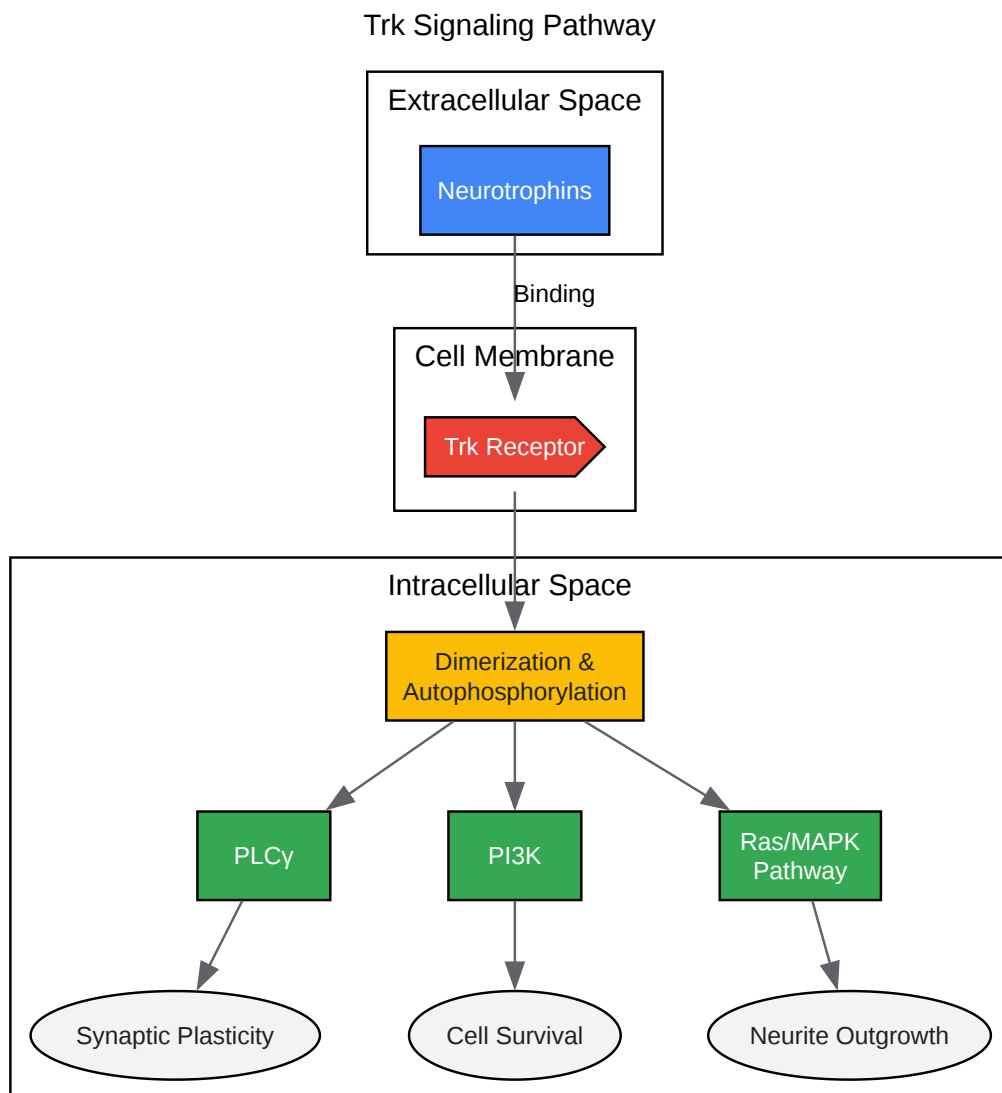 Trk Signaling Pathway
Extracellular Space
Neurotrophins
Binding
Cell Membrane
Trk Receptor
Intracellular Space
Dimerization &
Autophosphorylation
PLCγ
PI3K
Ras/MAPK
Pathway
Synaptic Plasticity
Cell Survival
Neurite Outgrowth